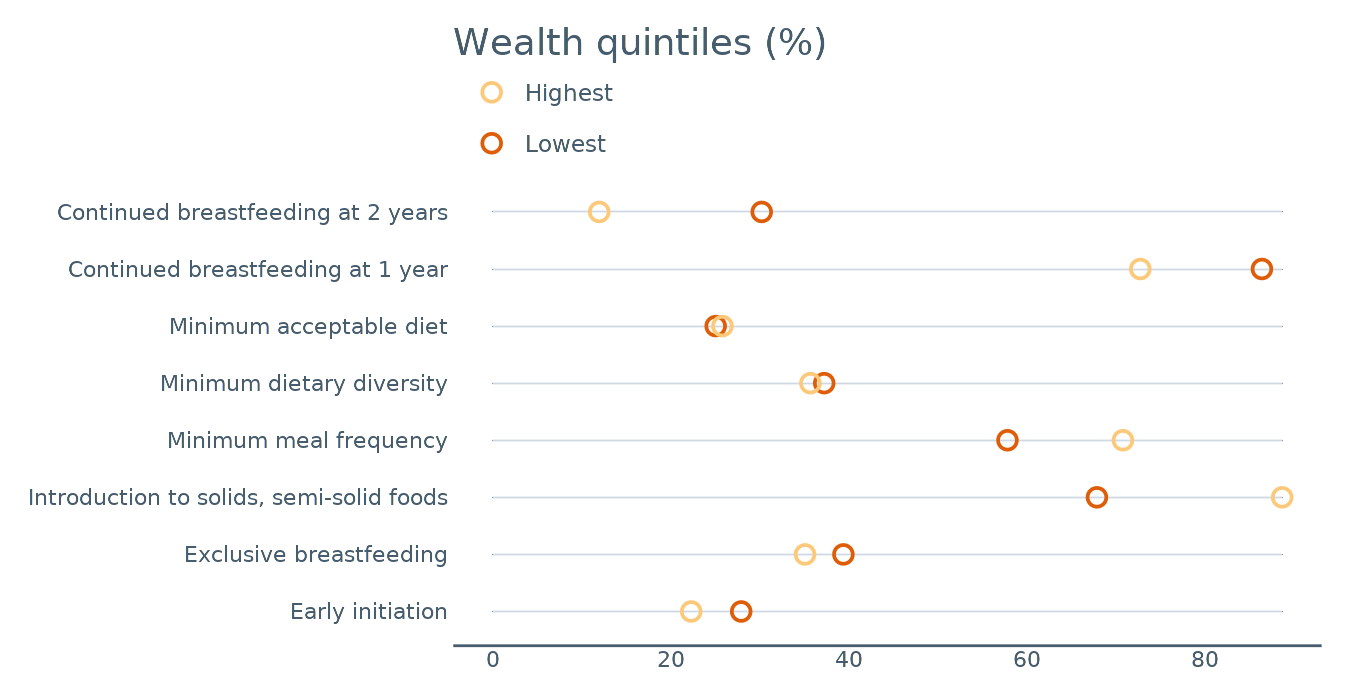 Wealth quintiles (%)
Highest
Lowest
Continued breastfeeding at 2 years
Continued breastfeeding at 1 year
Minimum acceptable diet
Minimum dietary diversity
Minimum meal frequency
Introduction to solids, semi-solid foods
Exclusive breastfeeding
Early initiation
0 20 40 60 80